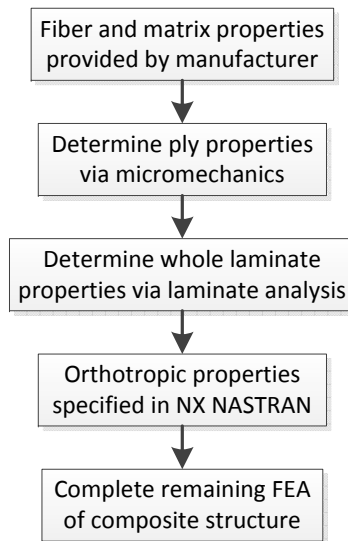 Fiber and matrix properties
provided by manufacturer
Determine ply properties
via micromechanics
Determine whole laminate
properties via laminate analysis
Orthotropic properties
specified in NX NASTRAN
Complete remaining FEA
of composite structure